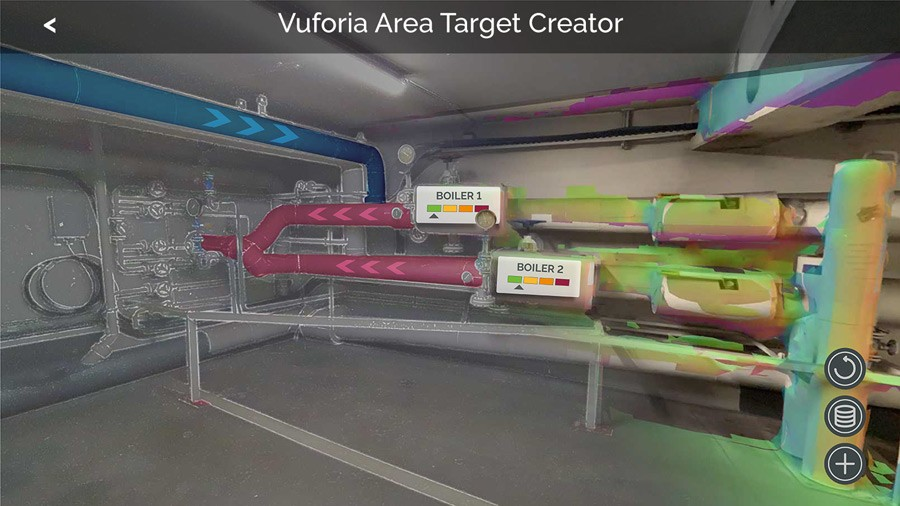 Vuforia Area Target Creator
BOILER 1
BOILER 2